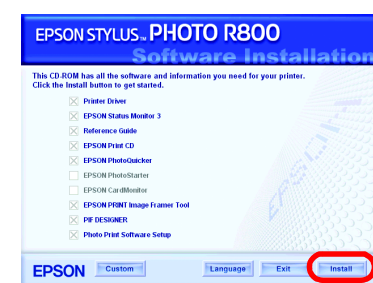 EPSON STYLUS™ PHOTO R800
Software Installation
This CD-ROM has all the software and information you need for your printer.
Click the Install button to get started.
Printer Driver
EPSON Status Monitor 3
Reference Guide
EPSON Print CD
EPSON PhotoQuicker
EPSON PhotoStarter
EPSON CardMonitor
EPSON PRINT Image Framer Tool
PIF DESIGNER
Photo Print Software Setup
EPSON
EPSON Custom Language Exit Install